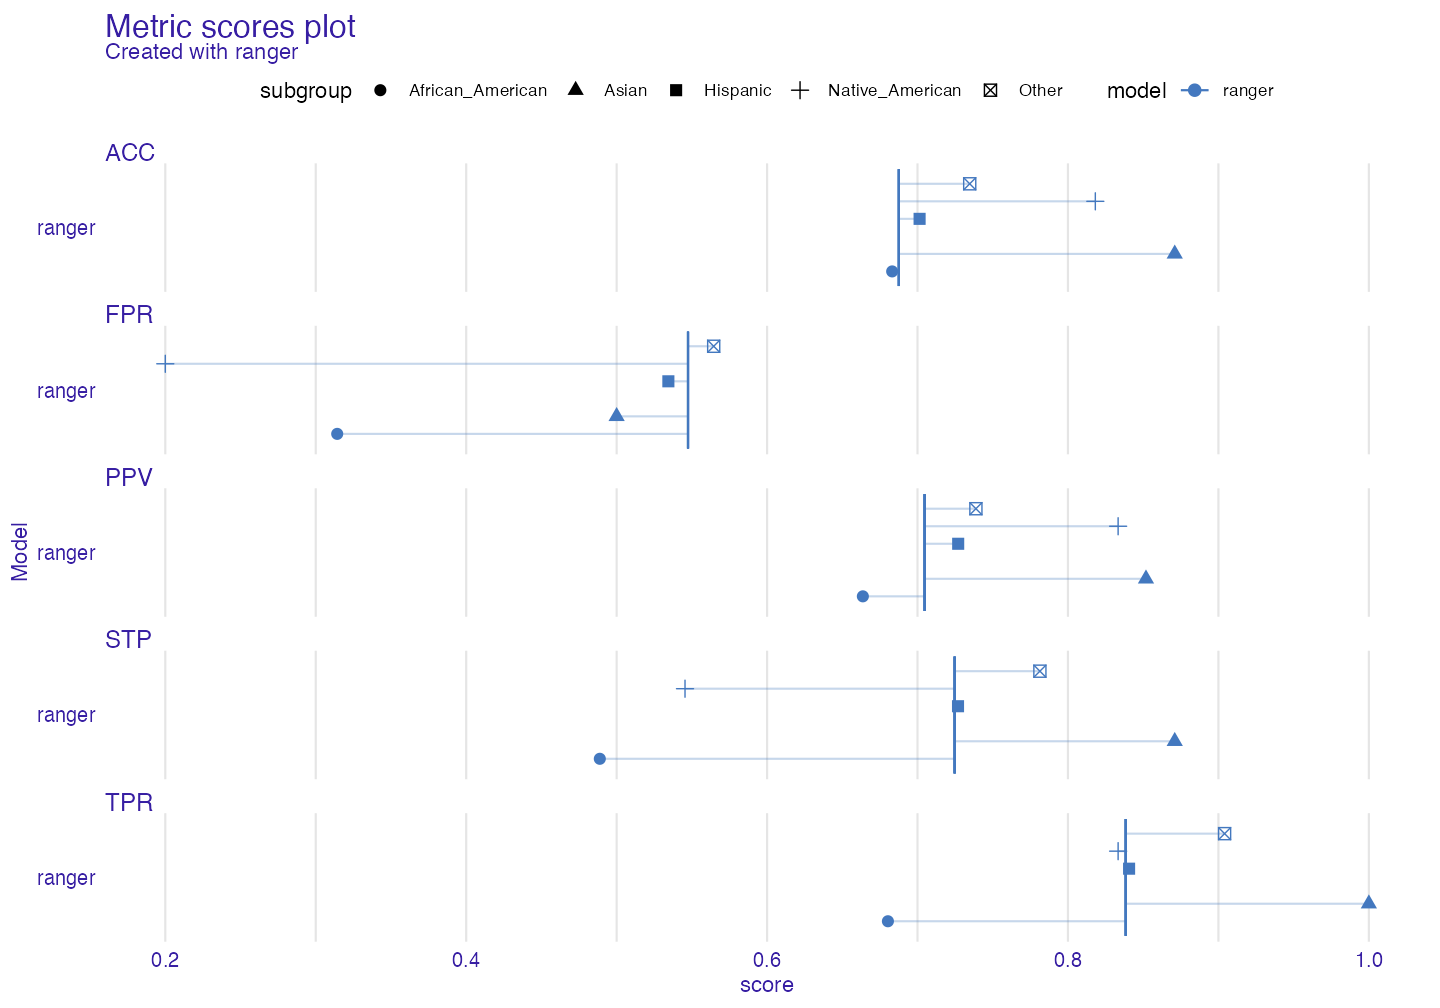 Metric scores plot
Created with ranger
subgroup African_American Asian Hispanic Native_American Other model ranger
ACC
ranger
FPR
ranger
PPV
ranger
Model
STP
ranger
TPR
ranger
0.2 0.4 0.6 0.8 1.0
score